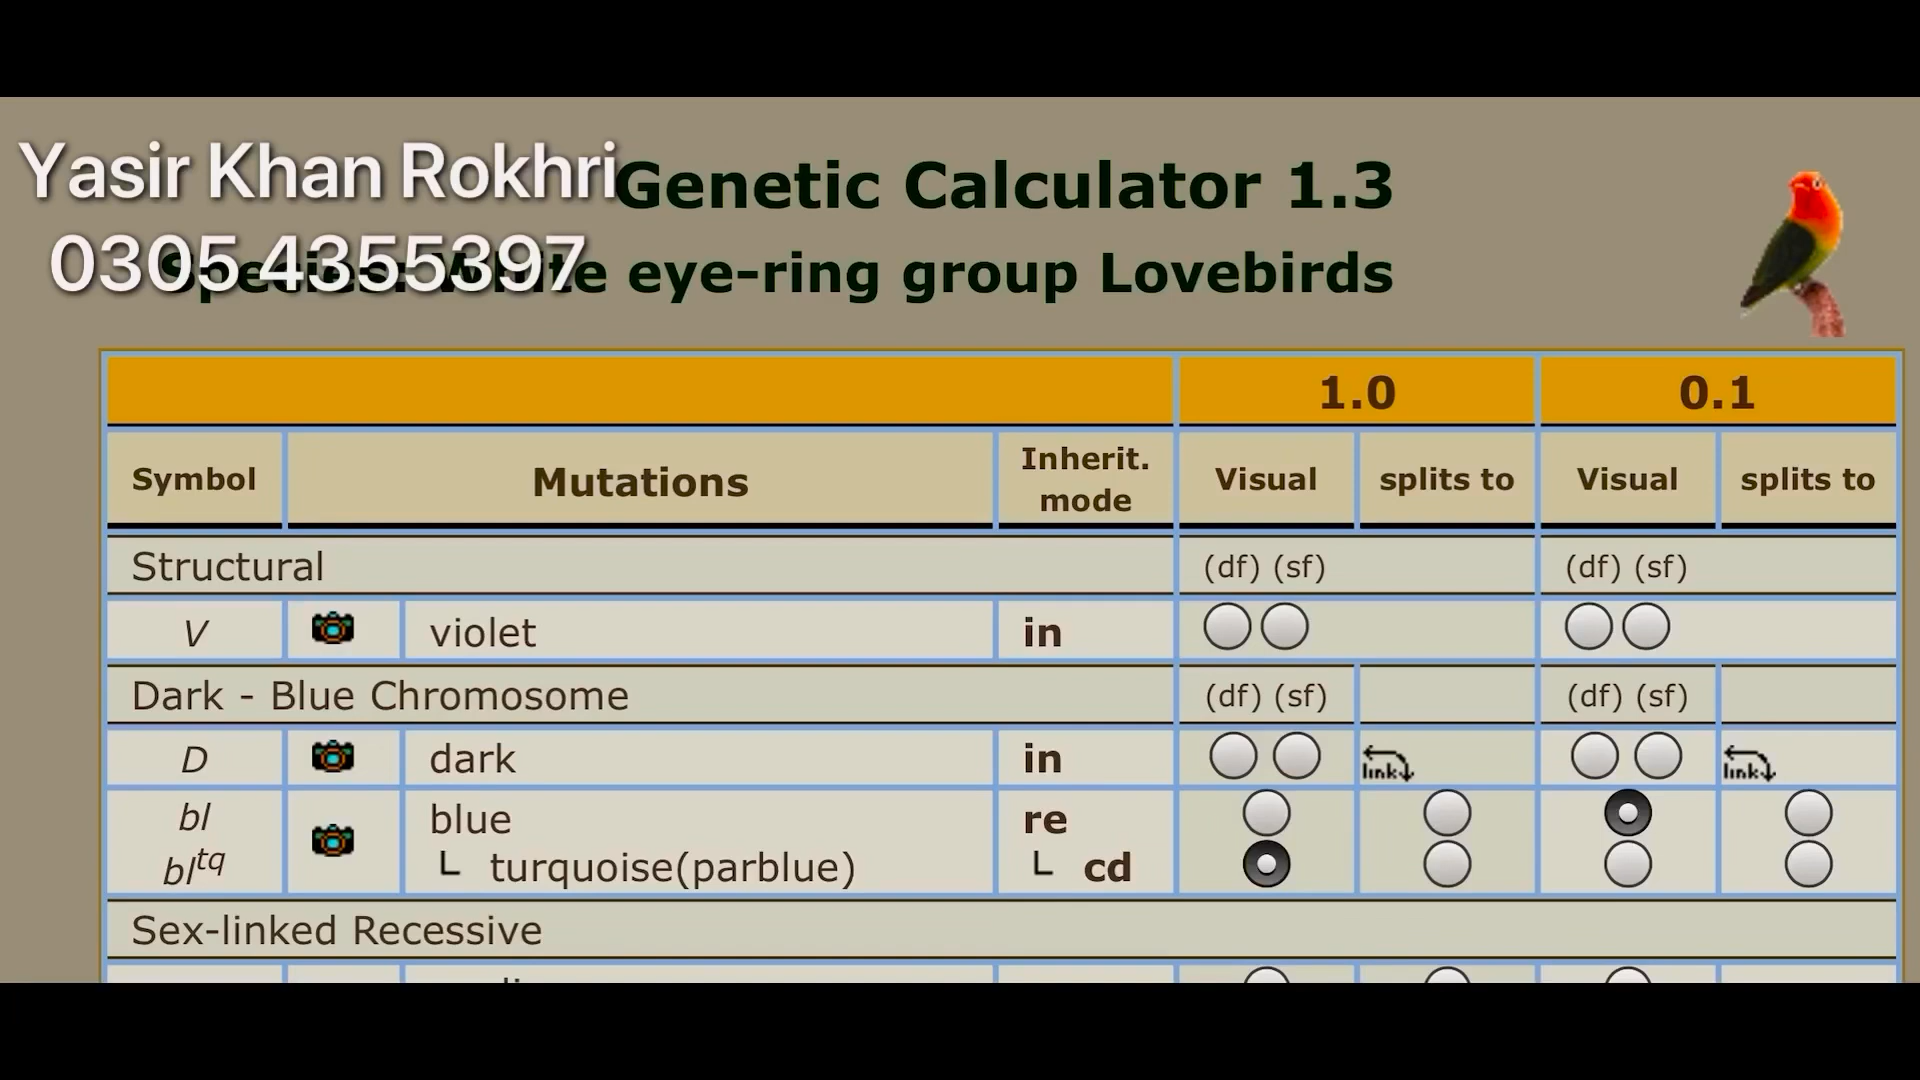 Yasir Khan Rokhri
0305 4355397
Genetic Calculator 1.3
Species: White eye-ring group Lovebirds
1.0 0.1
Symbol Mutations Inherit. mode Visual splits to Visual splits to
Structural (df) (sf) (df) (sf)
V violet in
Dark - Blue Chromosome (df) (sf) (df) (sf)
D dark in link link
bl blue re
bltq turquoise(parblue) cd
Sex-linked Recessive